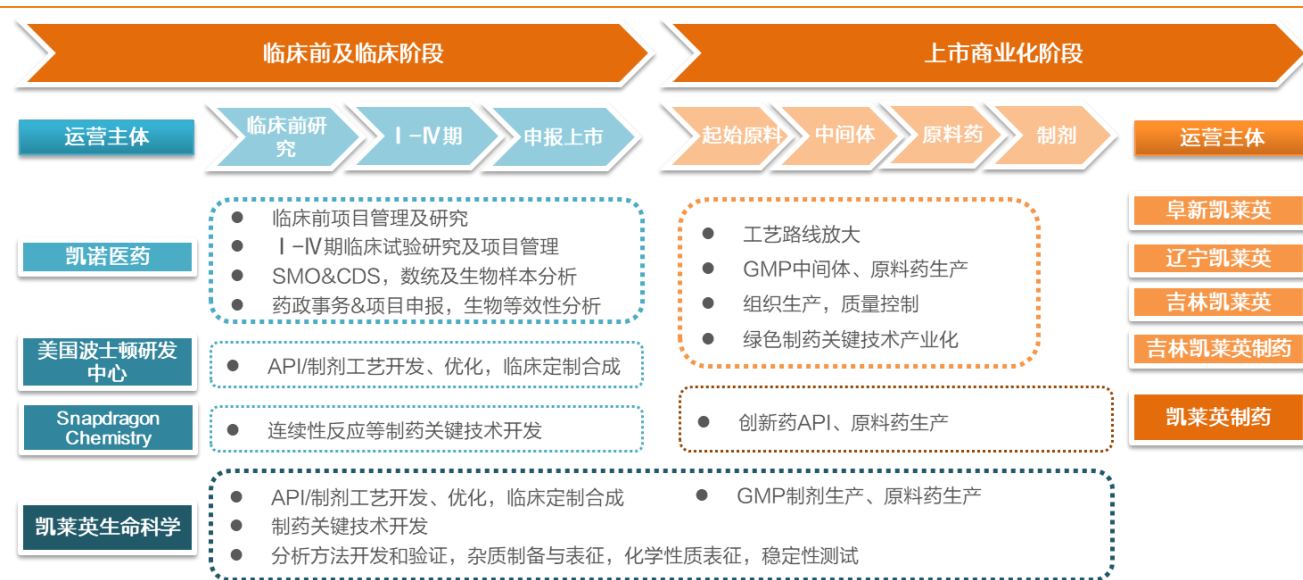 临床前及临床阶段
上市商业化阶段
运营主体
临床前研
究
Ⅰ-Ⅳ期
申报上市
起始原料
中间体
原料药
制剂
运营主体
凯诺医药
● 临床前项目管理及研究
● Ⅰ-Ⅳ期临床试验研究及项目管理
● SMO&CDS，数统及生物样本分析
● 药政事务&项目申报，生物等效性分析
● 工艺路线放大
● GMP中间体、原料药生产
● 组织生产，质量控制
● 绿色制药关键技术产业化
阜新凯莱英
辽宁凯莱英
吉林凯莱英
吉林凯莱英制药
美国波士顿研发
中心
● API/制剂工艺开发、优化，临床定制合成
Snapdragon
Chemistry
● 连续性反应等制药关键技术开发
● 创新药API、原料药生产
凯莱英制药
凯莱英生命科学
● API/制剂工艺开发、优化，临床定制合成
● GMP制剂生产、原料药生产
● 制药关键技术开发
● 分析方法开发和验证，杂质制备与表征，化学性质表征，稳定性测试